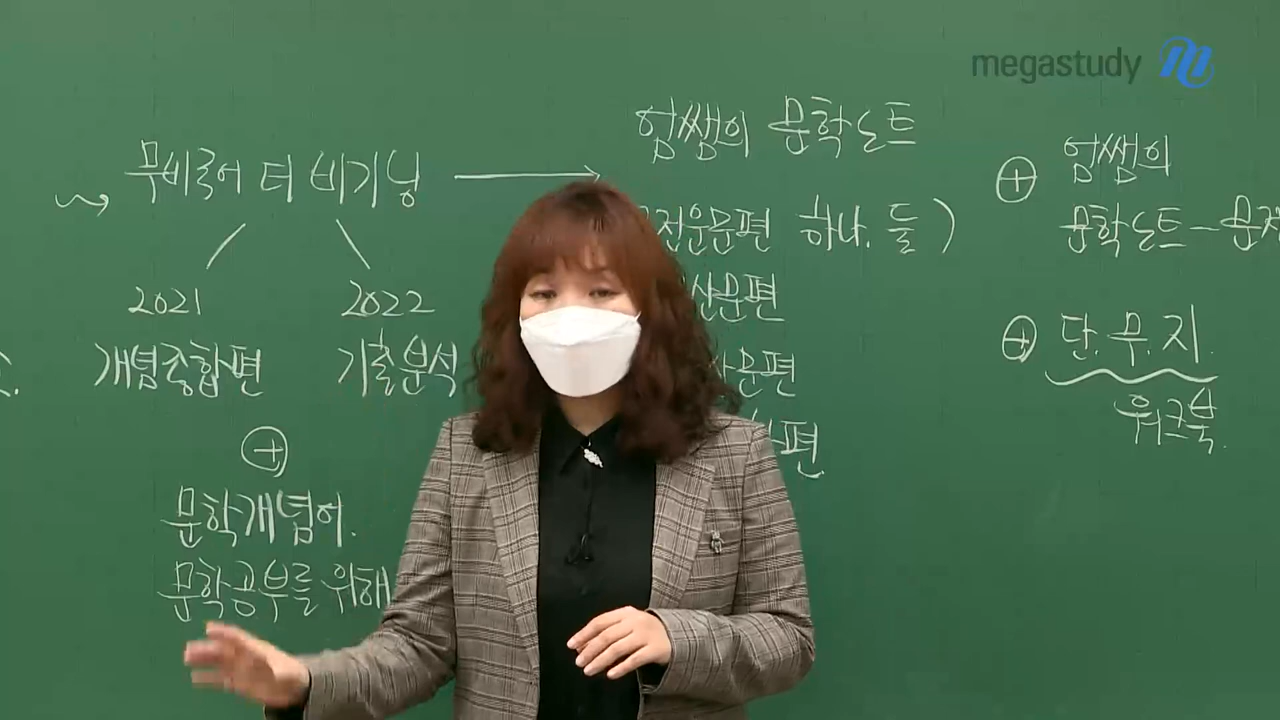 megastudy
무비루어 더 비기닝
2021
개념종합편
2022
기출분석
문학개념어.
문학공부를 위해
엄쌤의 문학노트
전운문편 하나. 둘 )
산문편
문편
편.
엄쌤의
문학노트 -
단. 무. 지.
워크북.